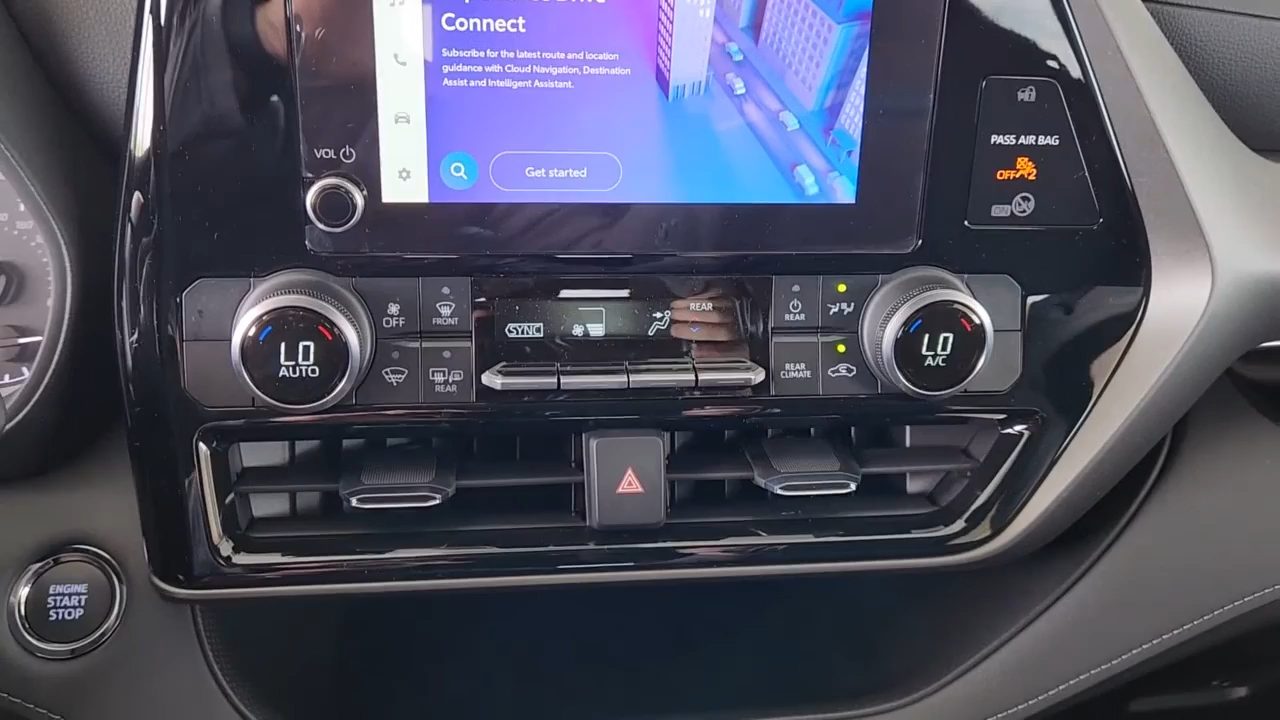 Connect
Subscribe for the latest route and location
guidance with Cloud Navigation, Destination
Assist and Intelligent Assistant.
Get started
VOL
PASS AIR BAG
OFF
2
ON
OFF
FRONT
REAR
LO
AUTO
SYNC
REAR
REAR
REAR
CLIMATE
LO
A/C
ENGINE
START
STOP